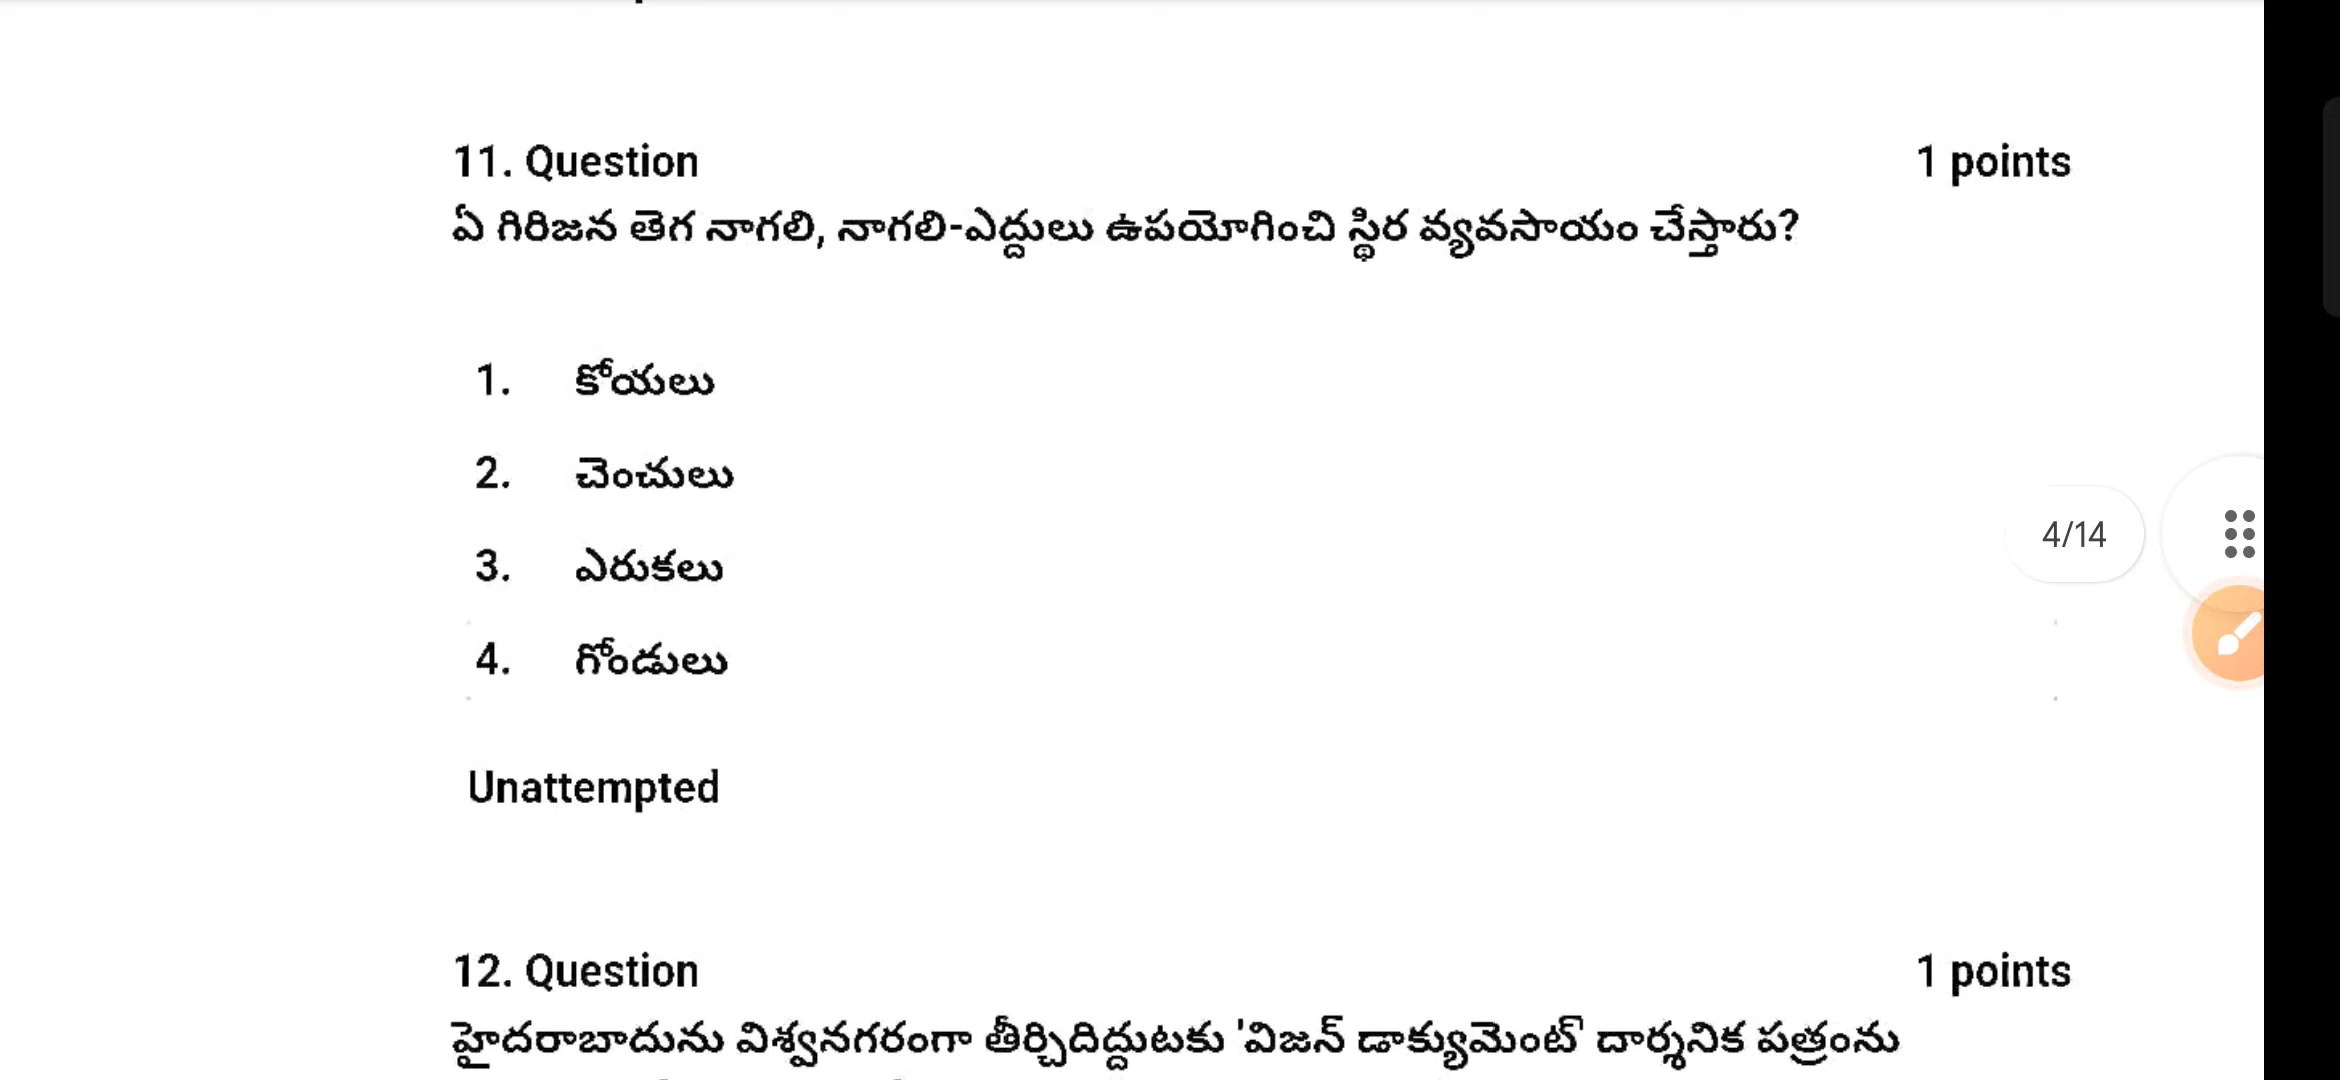 11. Question 1 points
ఏ గిరిజన తెగ నాగలి, నాగలి-ఎద్దులు ఉపయోగించి స్థిర వ్యవసాయం చేస్తారు?
1. కోయలు
2. చెంచులు
3. ఎరుకలు
4/14
4. గోండులు
Unattempted
12. Question 1 points
హైదరాబాదును విశ్వనగరంగా తీర్చిదిద్దుటకు 'విజన్ డాక్యుమెంట్' దార్శనిక పత్రంను